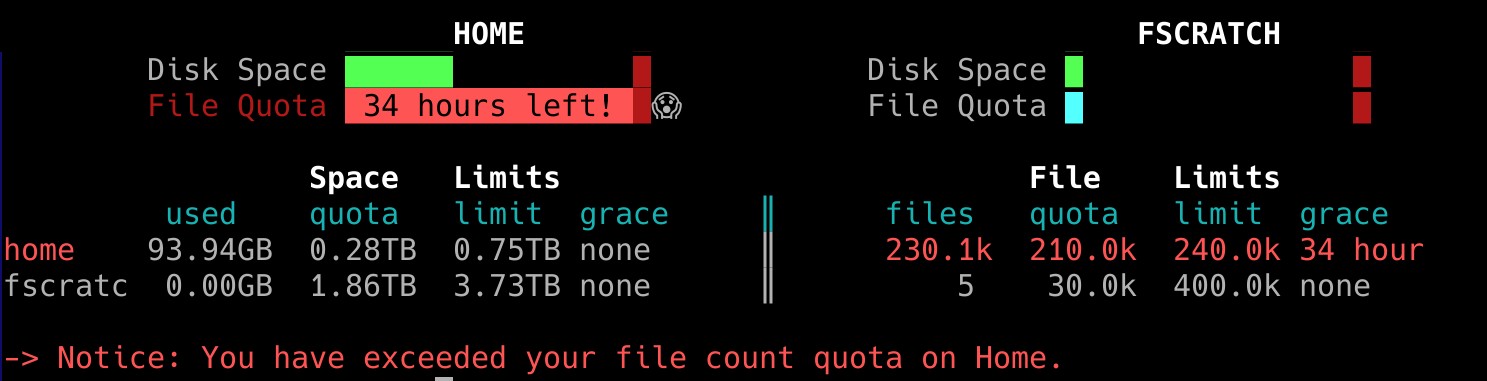 HOME FSCRATCH
Disk Space Disk Space
File Quota 34 hours left! 😱 File Quota
Space Limits File Limits
used quota limit grace ║ files quota limit grace
home 93.94GB 0.28TB 0.75TB none ║ 230.1k 210.0k 240.0k 34 hour
fscratc 0.00GB 1.86TB 3.73TB none ║ 5 30.0k 400.0k none
-> Notice: You have exceeded your file count quota on Home.